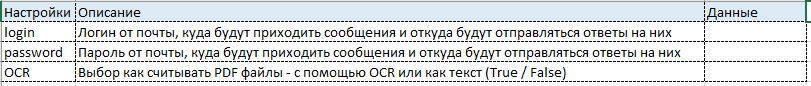 Настройки Описание Данные
login Логин от почты, куда будут приходить сообщения и откуда будут отправляться ответы на них
password Пароль от почты, куда будут приходить сообщения и откуда будут отправляться ответы на них
OCR Выбор как считывать PDF файлы - с помощью OCR или как текст (True / False)